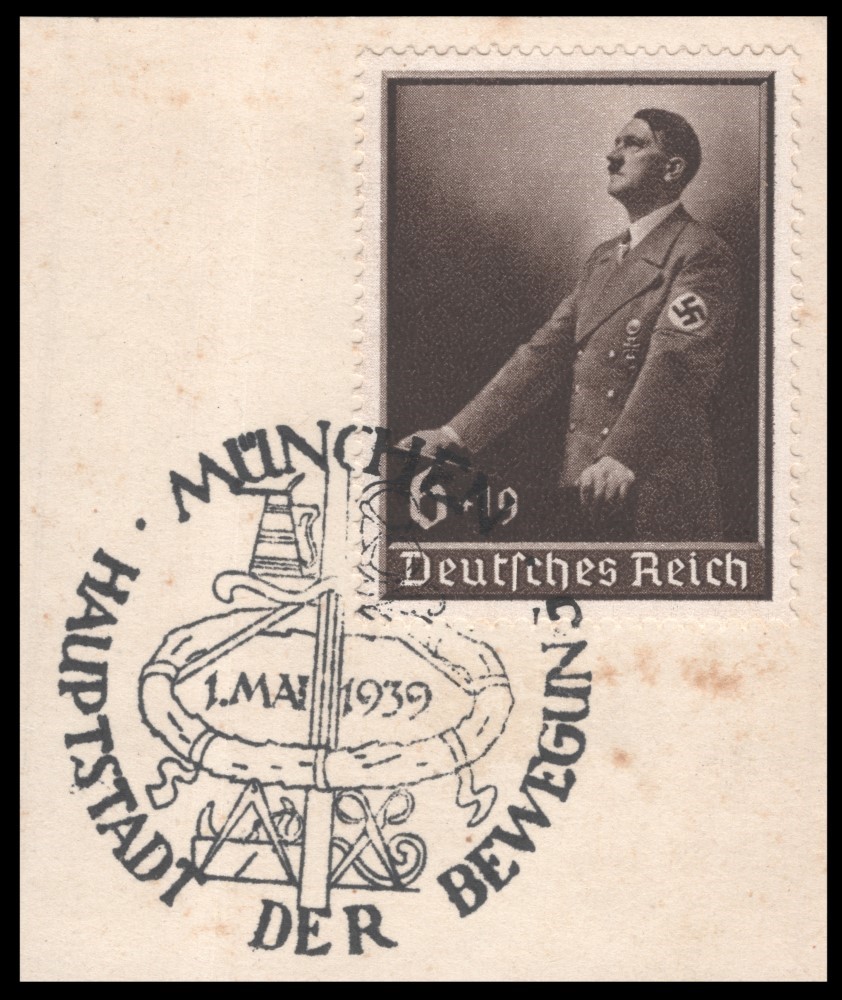 6+19
Deutsches Reich
MÜNCHEN
· HAUPTSTADT DER BEWEGUNG ·
1. MAI 1939